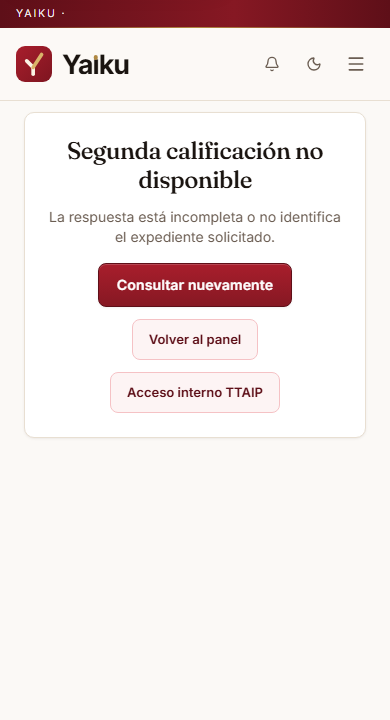 YAIKU ·
Yaiku
Segunda calificación no
disponible
La respuesta está incompleta o no identifica
el expediente solicitado.
Consultar nuevamente
Volver al panel
Acceso interno TTAIP